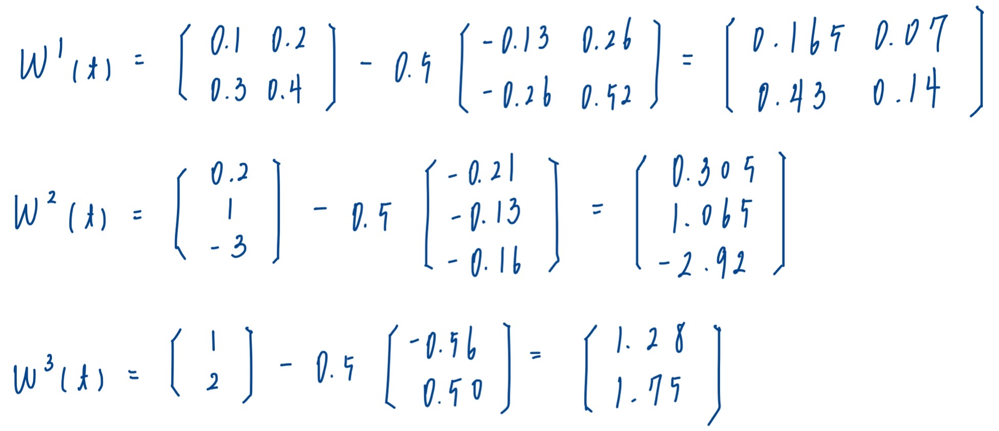 W¹(t) = [0.1 0.2; 0.3 0.4] - 0.5 [-0.13 0.26; -0.26 0.52] = [0.165 0.07; 0.43 0.14]
W²(t) = [0.2; 1; -3] - 0.5 [-0.21; -0.13; -0.16] = [0.305; 1.065; -2.92]
W³(t) = [1; 2] - 0.5 [-0.56; 0.50] = [1.28; 1.75]